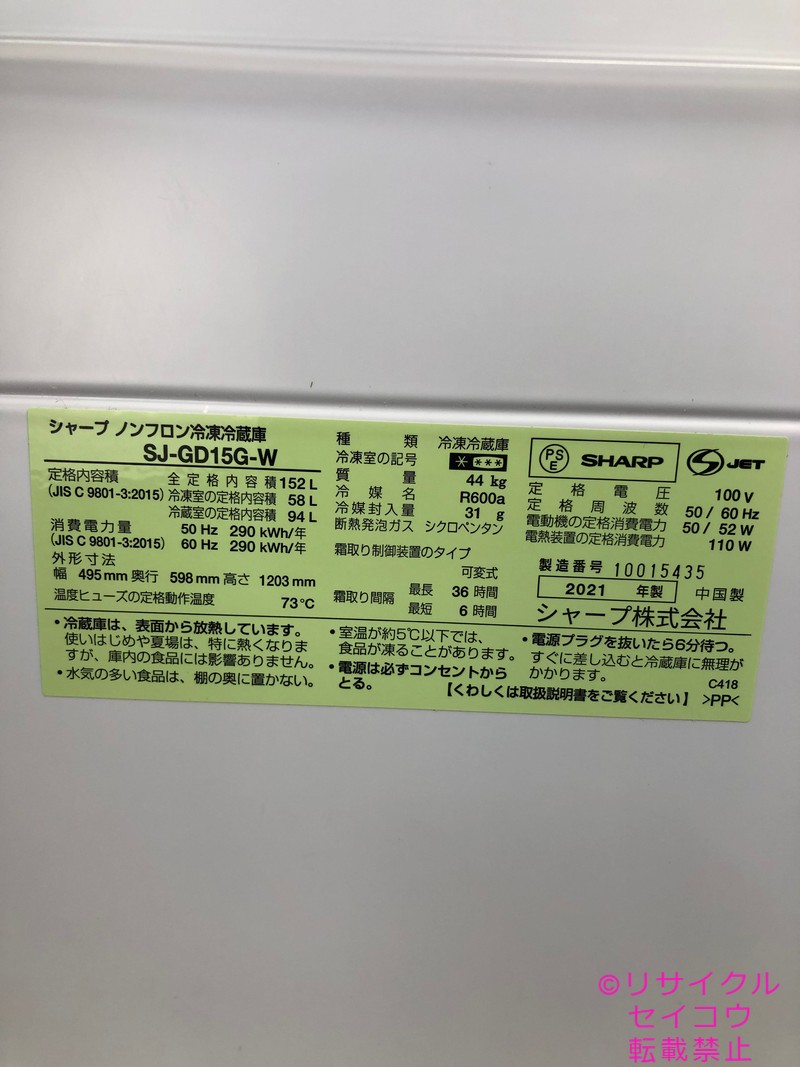 シャープ ノンフロン冷凍冷蔵庫
SJ-GD15G-W
定格内容積 全定格内容積 152 L
(JIS C 9801-3:2015) 冷凍室の定格内容積 58 L
冷蔵室の定格内容積 94 L
消費電力量 50 Hz 290 kWh/年
(JIS C 9801-3:2015) 60 Hz 290 kWh/年
外形寸法
幅 495 mm 奥行 598 mm 高さ 1203 mm
温度ヒューズの定格動作温度 73℃
種類 冷凍冷蔵庫
冷凍室の記号 * ***
質量 44 kg
冷媒名 R600a
冷媒封入量 31 g
断熱発泡ガス シクロペンタン
霜取り制御装置のタイプ
可変式
霜取り間隔 最長 36 時間
最短 6 時間
PS
E
SHARP
S JET
定格電圧 100 V
定格周波数 50 / 60 Hz
電動機の定格消費電力 50 / 52 W
電熱装置の定格消費電力 110 W
製造番号 10015435
2021 年製 中国製
シャープ株式会社
・冷蔵庫は、表面から放熱しています。
使いはじめや夏場は、特に熱くなりま
すが、庫内の食品には影響ありません。
・水気の多い食品は、棚の奥に置かない。
・室温が約5℃以下では、
食品が凍ることがあります。
・電源は必ずコンセントから
とる。
・電源プラグを抜いたら6分待つ。
すぐに差し込むと冷蔵庫に無理が
かかります。
C418
【くわしくは取扱説明書をご覧ください】 >PP<
©リサイクル
セイコウ
転載禁止